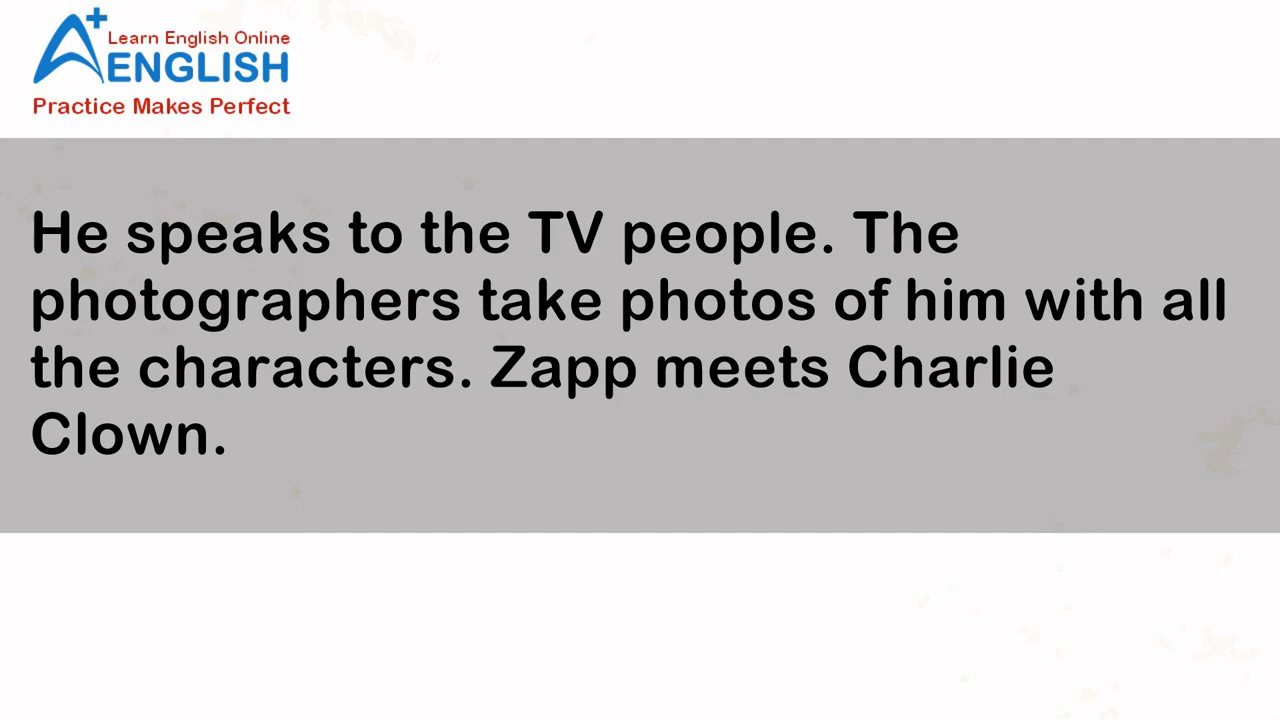 A+
Learn English Online
ENGLISH
Practice Makes Perfect
He speaks to the TV people. The
photographers take photos of him with all
the characters. Zapp meets Charlie
Clown.